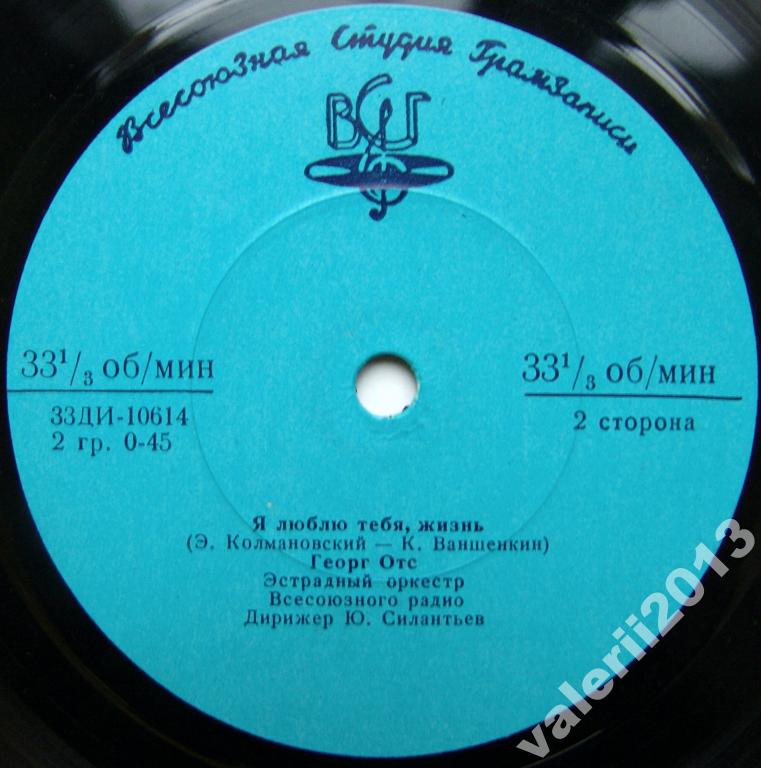 Всесоюзная Студия Грамзаписи
ВСГ
33¹/₃ об/мин
33ДИ-10614
2 гр. 0-45
33¹/₃ об/мин
2 сторона
Я люблю тебя, жизнь
(Э. Колмановский — К. Ваншенкин)
Георг Отс
Эстрадный оркестр
Всесоюзного радио
Дирижер Ю. Силантьев
valerii2013